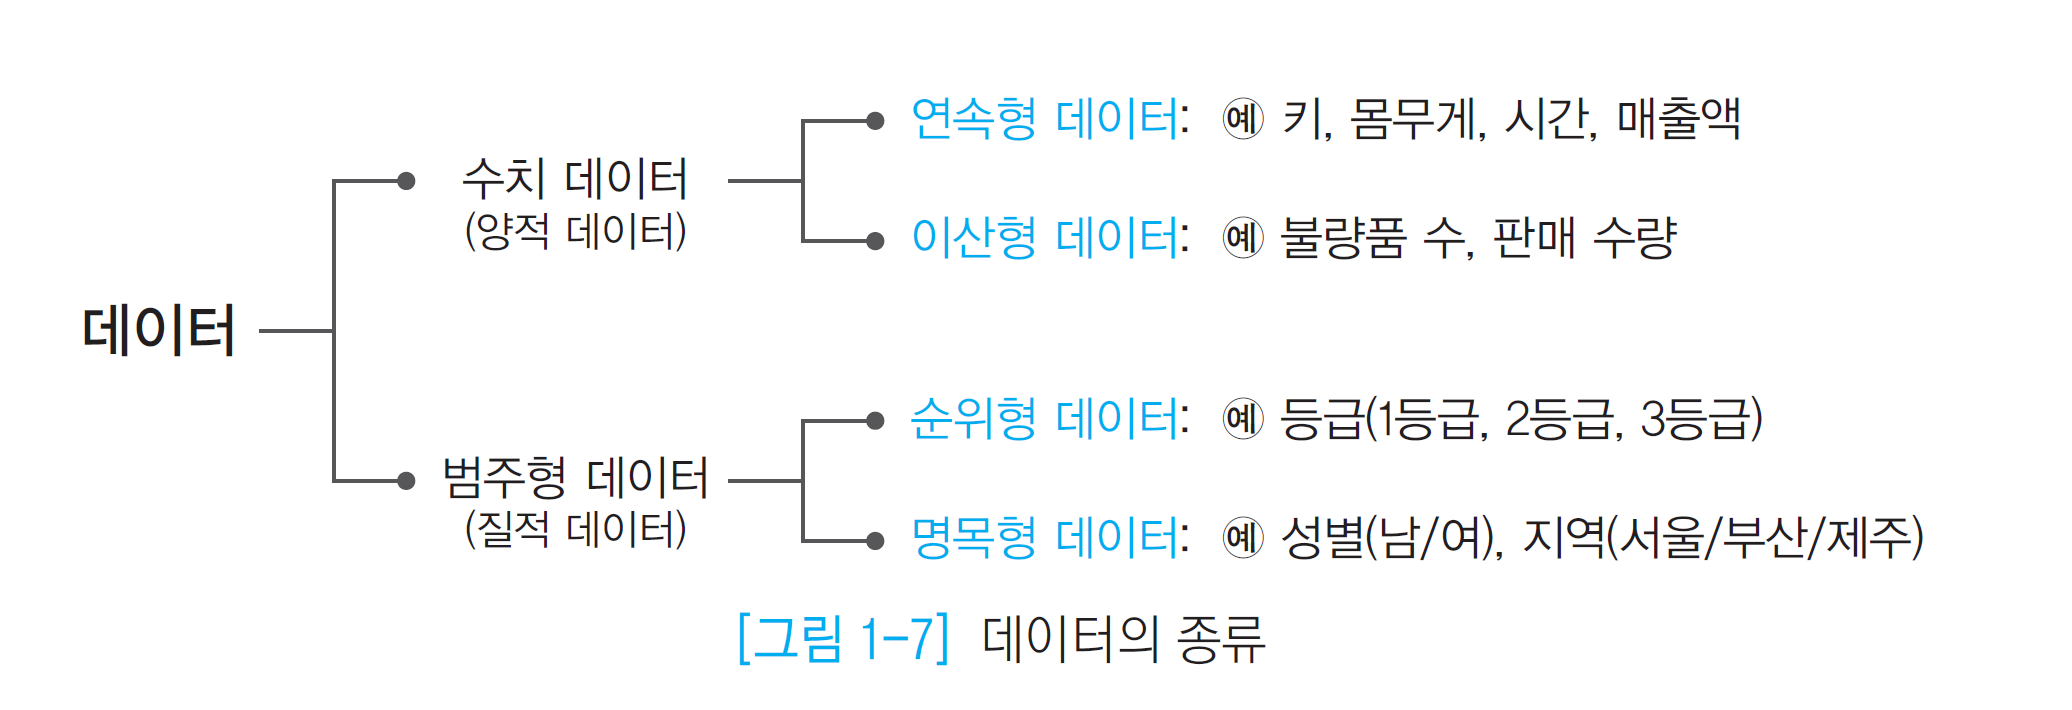 데이터
수치 데이터
(양적 데이터)
연속형 데이터: 예 키, 몸무게, 시간, 매출액
이산형 데이터: 예 불량품 수, 판매 수량
범주형 데이터
(질적 데이터)
순위형 데이터: 예 등급(1등급, 2등급, 3등급)
명목형 데이터: 예 성별(남/여), 지역(서울/부산/제주)
[그림 1-7] 데이터의 종류